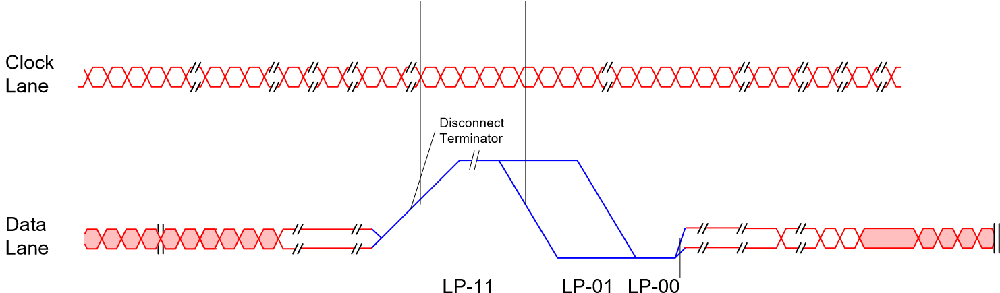 Clock
Lane
Disconnect
Terminator
Data
Lane
LP-11 LP-01 LP-00